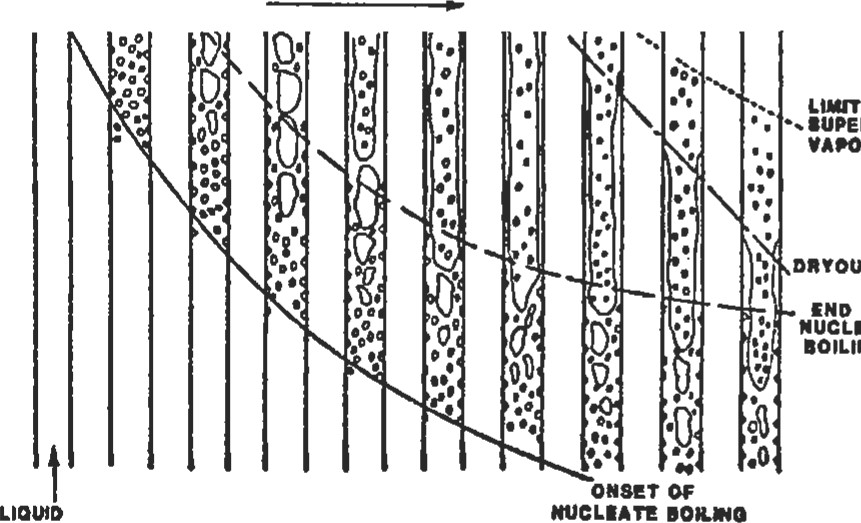 LIMIT
SUPE
VAPO
DRYOU
END
NUCLE
BOILI
ONSET OF
NUCLEATE BOILING
LIQUID